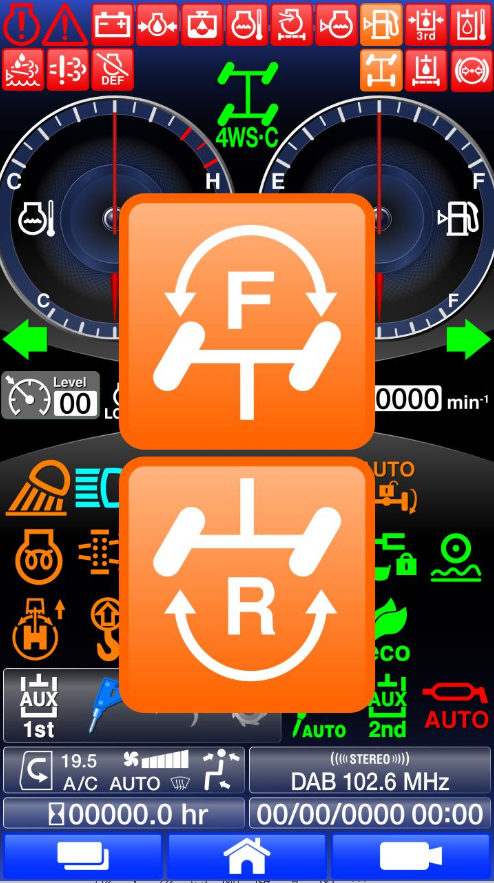 3rd
DEF
4WS·C
C
H
E
F
C
F
F
Level
00
0000 min⁻¹
AUTO
R
H
eco
AUX
1st
AUTO
AUX
2nd
AUTO
19.5
A/C AUTO
((((STEREO))))
DAB 102.6 MHz
00000.0 hr
00/00/0000 00:00